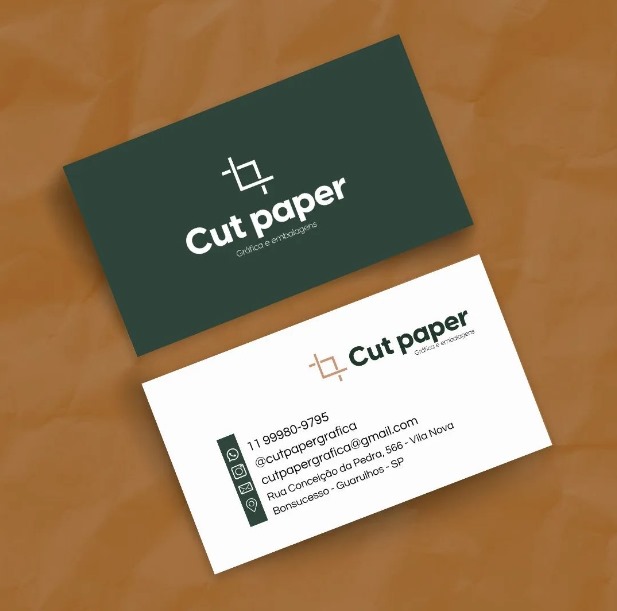 Cut paper
Gráfica e embalagens
Cut paper
Gráfica e embalagens
11 99980-9795
@cutpapergrafica
cutpapergrafica@gmail.com
Rua Conceição da Pedra, 566 - Vila Nova
Bonsucesso - Guarulhos - SP